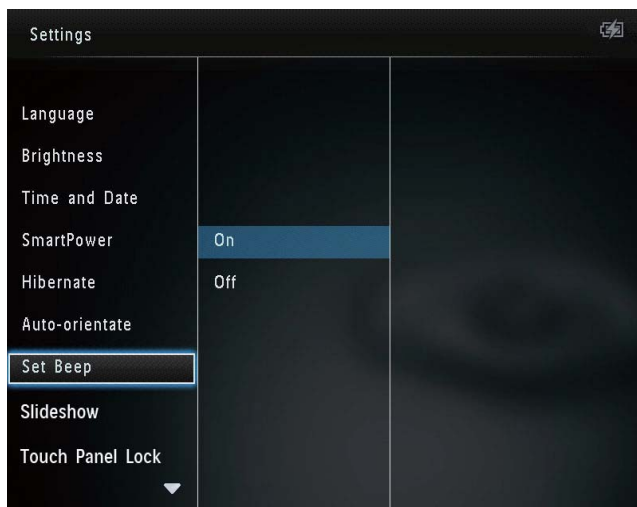 Settings
Language
Brightness
Time and Date
SmartPower
On
Hibernate
Off
Auto-orientate
Set Beep
Slideshow
Touch Panel Lock